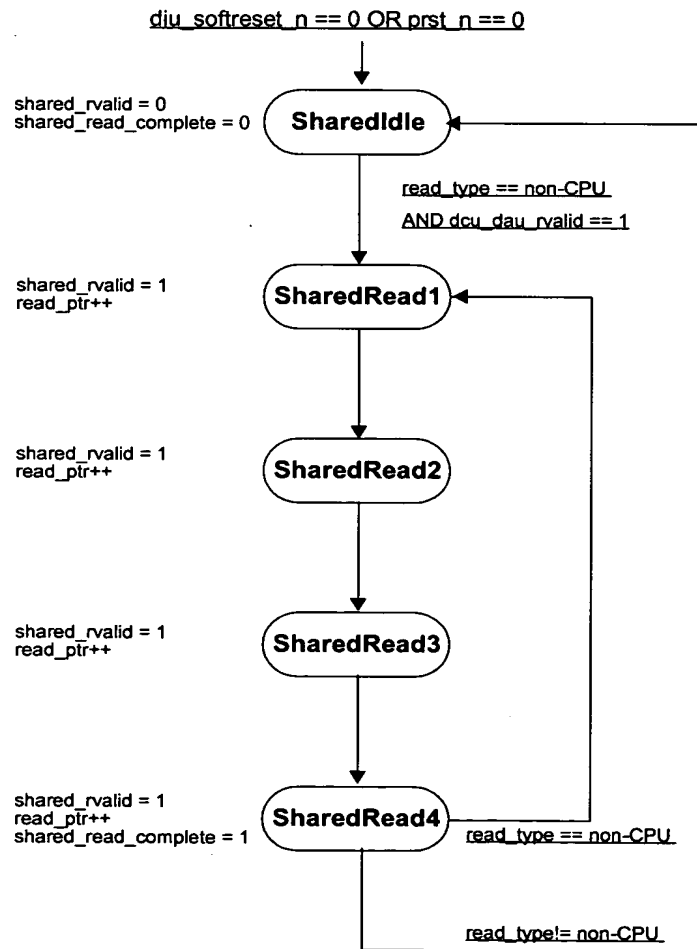 diu_softreset_n == 0 OR prst_n == 0
shared_rvalid = 0
shared_read_complete = 0
SharedIdle
read_type == non-CPU
AND dcu_dau_rvalid == 1
shared_rvalid = 1
read_ptr++
SharedRead1
shared_rvalid = 1
read_ptr++
SharedRead2
shared_rvalid = 1
read_ptr++
SharedRead3
shared_rvalid = 1
read_ptr++
shared_read_complete = 1
SharedRead4
read_type == non-CPU
read_type!= non-CPU